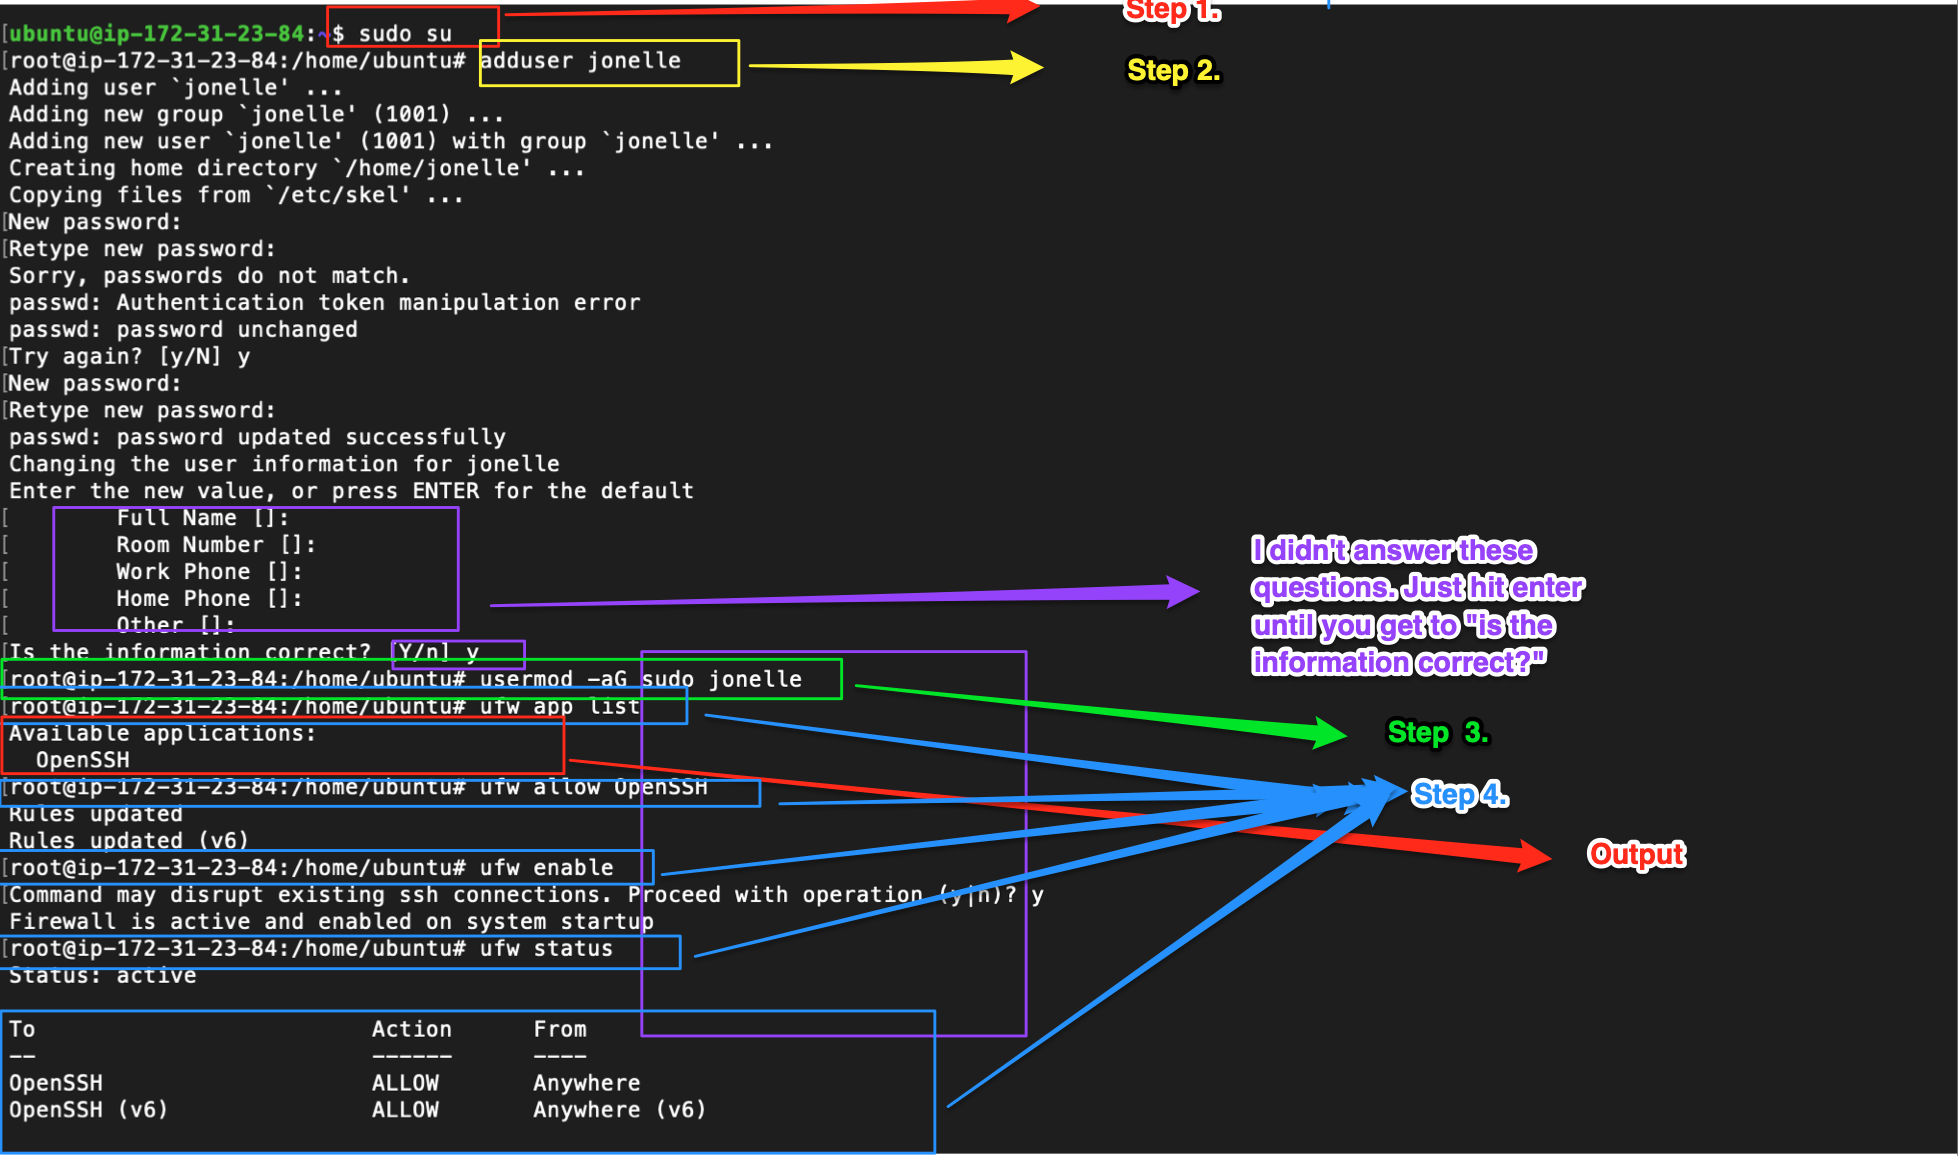 Step 1.
[ubuntu@ip-172-31-23-84:~$ sudo su
[root@ip-172-31-23-84:/home/ubuntu# adduser jonelle
Step 2.
Adding user `jonelle' ...
Adding new group `jonelle' (1001) ...
Adding new user `jonelle' (1001) with group `jonelle' ...
Creating home directory `/home/jonelle' ...
Copying files from `/etc/skel' ...
[New password:
[Retype new password:
Sorry, passwords do not match.
passwd: Authentication token manipulation error
passwd: password unchanged
[Try again? [y/N] y
[New password:
[Retype new password:
passwd: password updated successfully
Changing the user information for jonelle
Enter the new value, or press ENTER for the default
[ Full Name []:
[ Room Number []:
[ Work Phone []:
[ Home Phone []:
[ Other []:
I didn't answer these
questions. Just hit enter
until you get to "is the
information correct?"
[Is the information correct? [Y/n] y
[root@ip-172-31-23-84:/home/ubuntu# usermod -aG sudo jonelle
Step 3.
[root@ip-172-31-23-84:/home/ubuntu# ufw app list
Available applications:
OpenSSH
[root@ip-172-31-23-84:/home/ubuntu# ufw allow OpenSSH
Step 4.
Rules updated
Rules updated (v6)
Output
[root@ip-172-31-23-84:/home/ubuntu# ufw enable
[Command may disrupt existing ssh connections. Proceed with operation (y|n)? y
Firewall is active and enabled on system startup
[root@ip-172-31-23-84:/home/ubuntu# ufw status
Status: active
To Action From
-- ------ ----
OpenSSH ALLOW Anywhere
OpenSSH (v6) ALLOW Anywhere (v6)